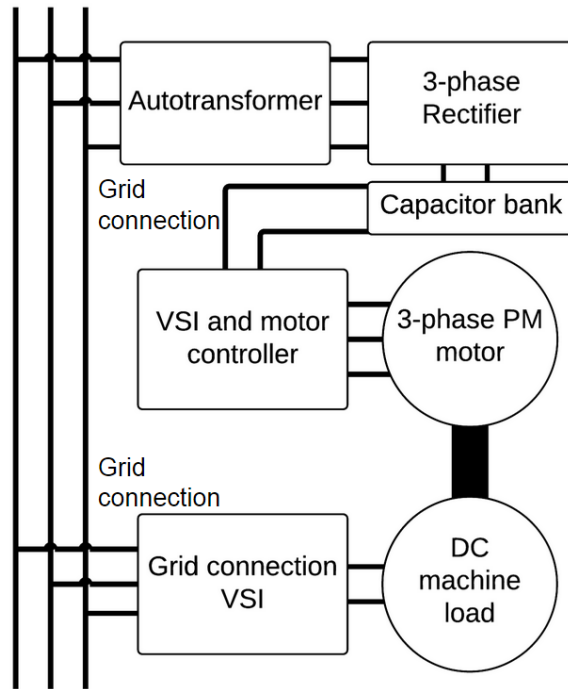 Autotransformer
3-phase
Rectifier
Grid
connection
Capacitor bank
VSI and motor
controller
3-phase PM
motor
Grid
connection
Grid connection
VSI
DC
machine
load